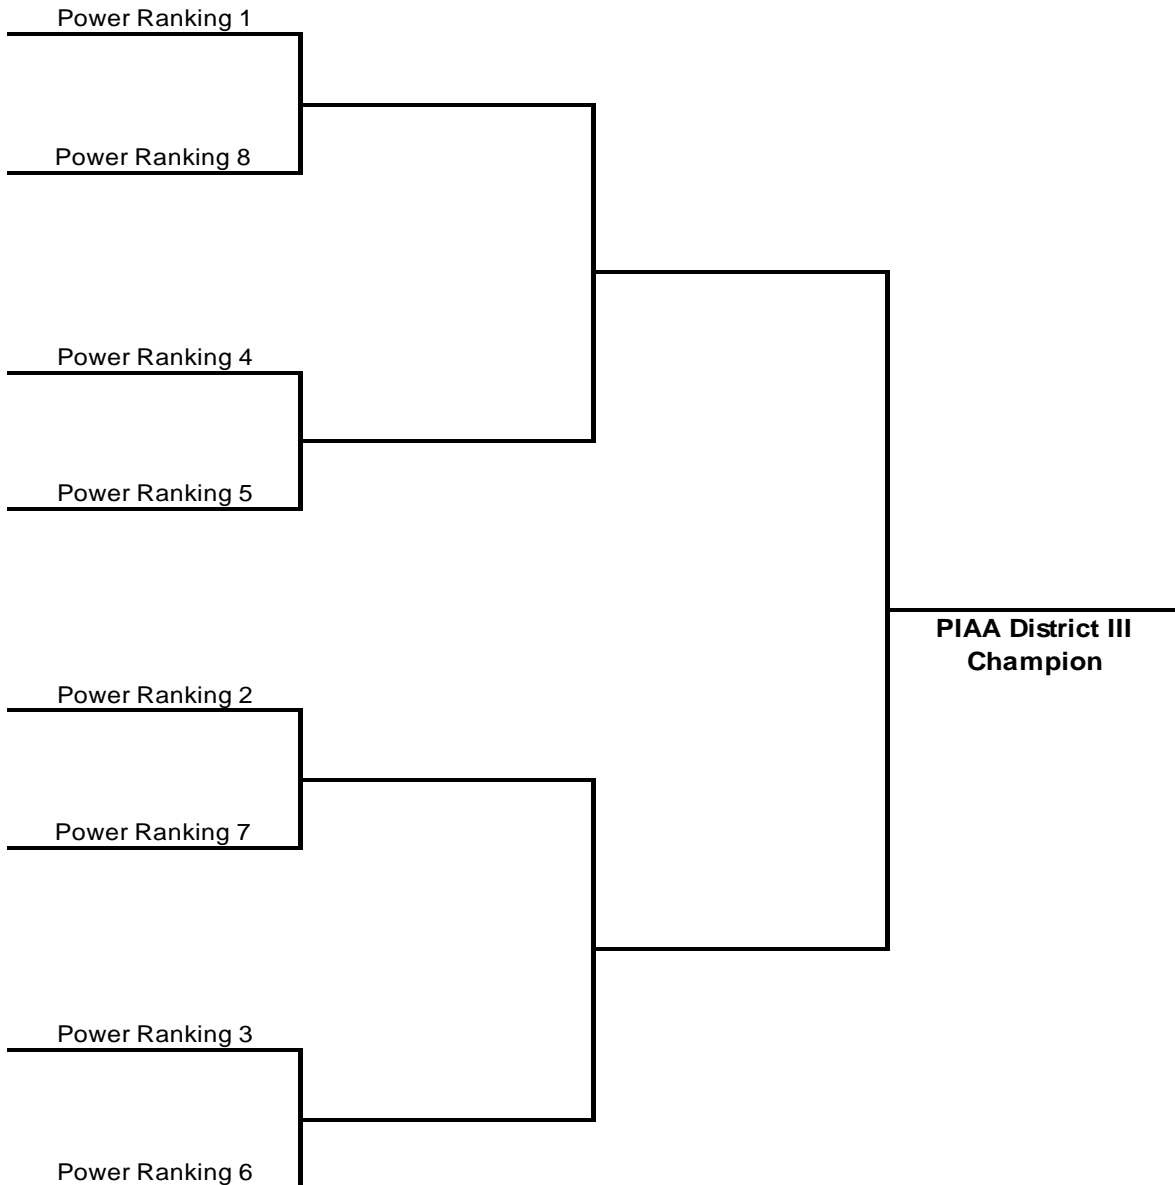 Power Ranking 1
Power Ranking 8
Power Ranking 4
Power Ranking 5
PIAA District III
Champion
Power Ranking 2
Power Ranking 7
Power Ranking 3
Power Ranking 6